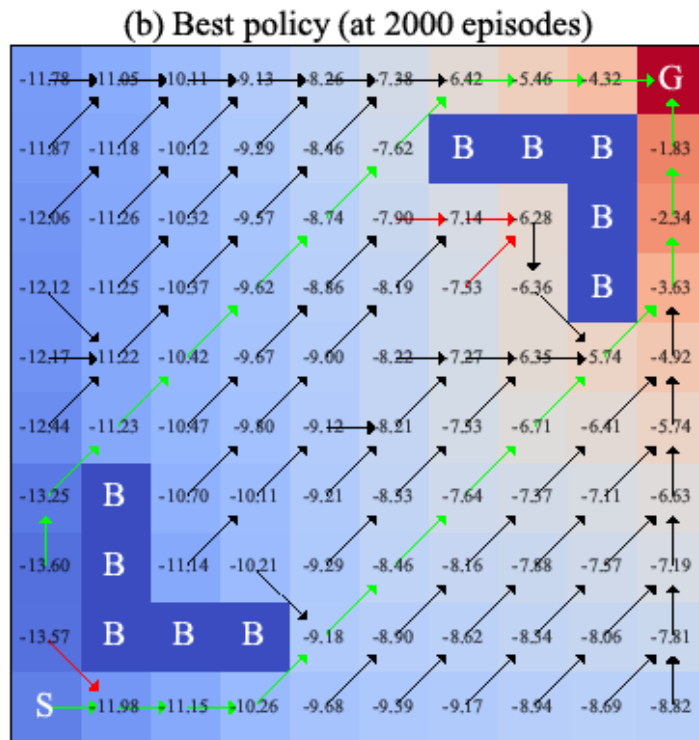 (b) Best policy (at 2000 episodes)
-11.78 -11.05 -10.11 -9.13 -8.26 -7.38 -6.42 -5.46 -4.32 G
-11.87 -11.18 -10.12 -9.29 -8.46 -7.62 B B B -1.83
-12.06 -11.26 -10.32 -9.57 -8.74 -7.90 -7.14 -6.28 B -2.34
-12.12 -11.25 -10.37 -9.62 -8.86 -8.19 -7.33 -6.36 B -3.63
-12.17 -11.22 -10.42 -9.67 -9.00 -8.22 -7.27 -6.35 -5.74 -4.92
-12.44 -11.23 -10.47 -9.80 -9.12 -8.21 -7.53 -6.71 -6.41 -5.74
-13.25 B -10.70 -10.11 -9.21 -8.53 -7.64 -7.37 -7.11 -6.63
-13.60 B -11.14 -10.21 -9.29 -8.46 -8.16 -7.88 -7.57 -7.19
-13.57 B B B -9.18 -8.90 -8.62 -8.34 -8.06 -7.81
S -11.98 -11.15 -10.26 -9.68 -9.39 -9.17 -8.94 -8.69 -8.82